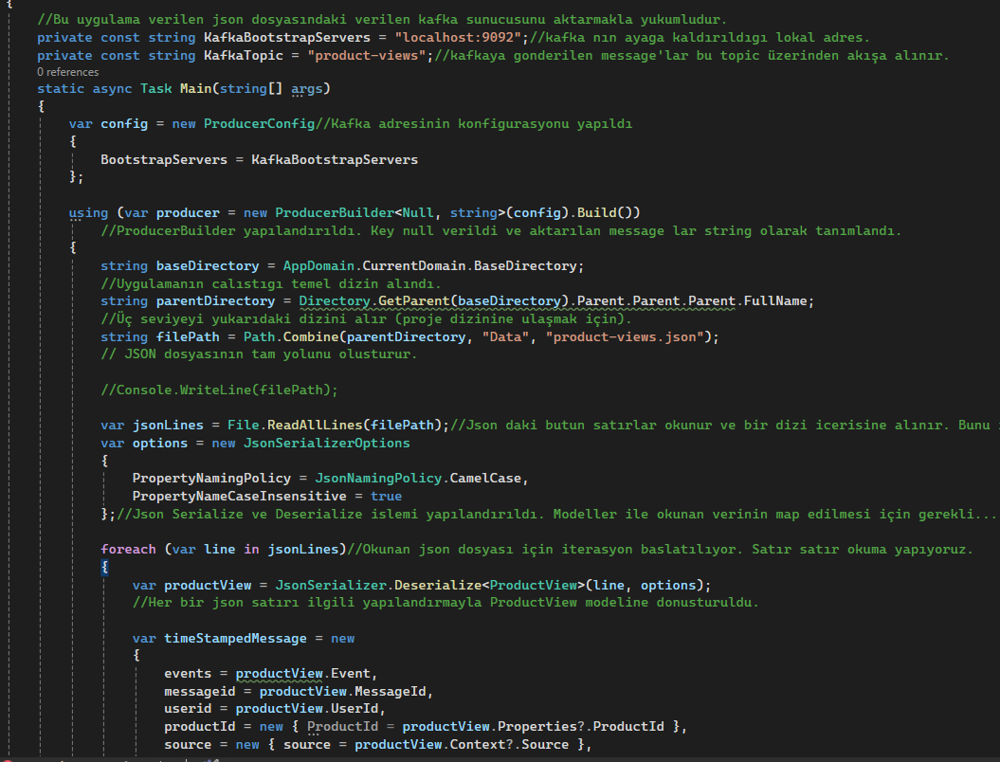 {
//Bu uygulama verilen json dosyasındaki verilen kafka sunucusunu aktarmakla yukumludur.
private const string KafkaBootstrapServers = "localhost:9092";//kafka nın ayaga kaldırıldıgı lokal adres.
private const string KafkaTopic = "product-views";//kafkaya gonderilen message'lar bu topic üzerinden akışa alınır.
0 references
static async Task Main(string[] args)
{
var config = new ProducerConfig//Kafka adresinin konfigurasyonu yapıldı
{
BootstrapServers = KafkaBootstrapServers
};
using (var producer = new ProducerBuilder<Null, string>(config).Build())
//ProducerBuilder yapılandırıldı. Key null verildi ve aktarılan message lar string olarak tanımlandı.
{
string baseDirectory = AppDomain.CurrentDomain.BaseDirectory;
//Uygulamanın calıstıgı temel dizin alındı.
string parentDirectory = Directory.GetParent(baseDirectory).Parent.Parent.Parent.FullName;
//Üç seviyeyi yukarıdaki dizini alır (proje dizinine ulaşmak için).
string filePath = Path.Combine(parentDirectory, "Data", "product-views.json");
// JSON dosyasının tam yolunu olusturur.
//Console.WriteLine(filePath);
var jsonLines = File.ReadAllLines(filePath);//Json daki butun satırlar okunur ve bir dizi icerisine alınır. Bunu
var options = new JsonSerializerOptions
{
PropertyNamingPolicy = JsonNamingPolicy.CamelCase,
PropertyNameCaseInsensitive = true
};//Json Serialize ve Deserialize islemi yapılandırıldı. Modeller ile okunan verinin map edilmesi için gerekli...
foreach (var line in jsonLines)//Okunan json dosyası için iterasyon baslatılıyor. Satır satır okuma yapıyoruz.
{
var productView = JsonSerializer.Deserialize<ProductView>(line, options);
//Her bir json satırı ilgili yapılandırmayla ProductView modeline donusturuldu.
var timeStampedMessage = new
{
events = productView.Event,
messageid = productView.MessageId,
userid = productView.UserId,
productId = new { ProductId = productView.Properties?.ProductId },
source = new { source = productView.Context?.Source },